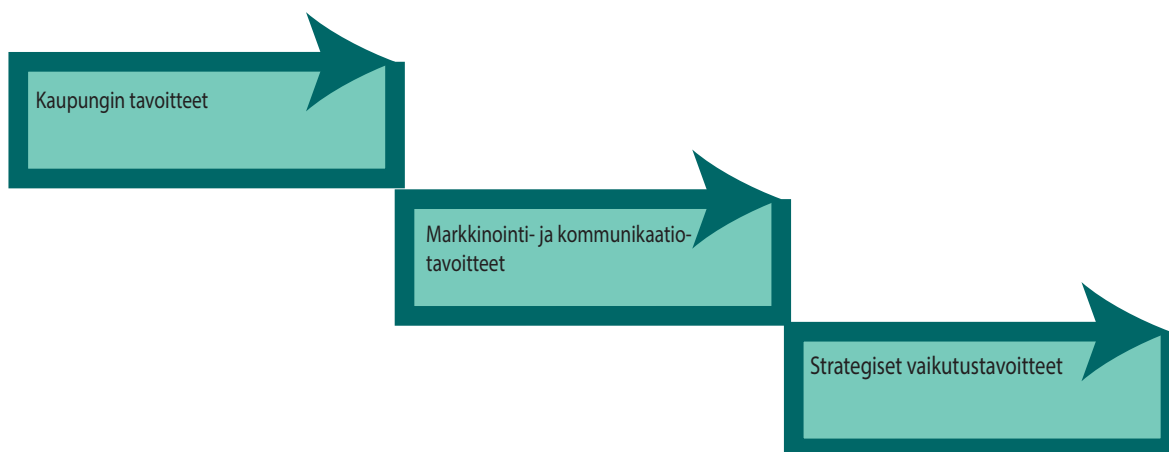 Kaupungin tavoitteet
Markkinointi- ja kommunikaatio-
tavoitteet
Strategiset vaikutustavoitteet